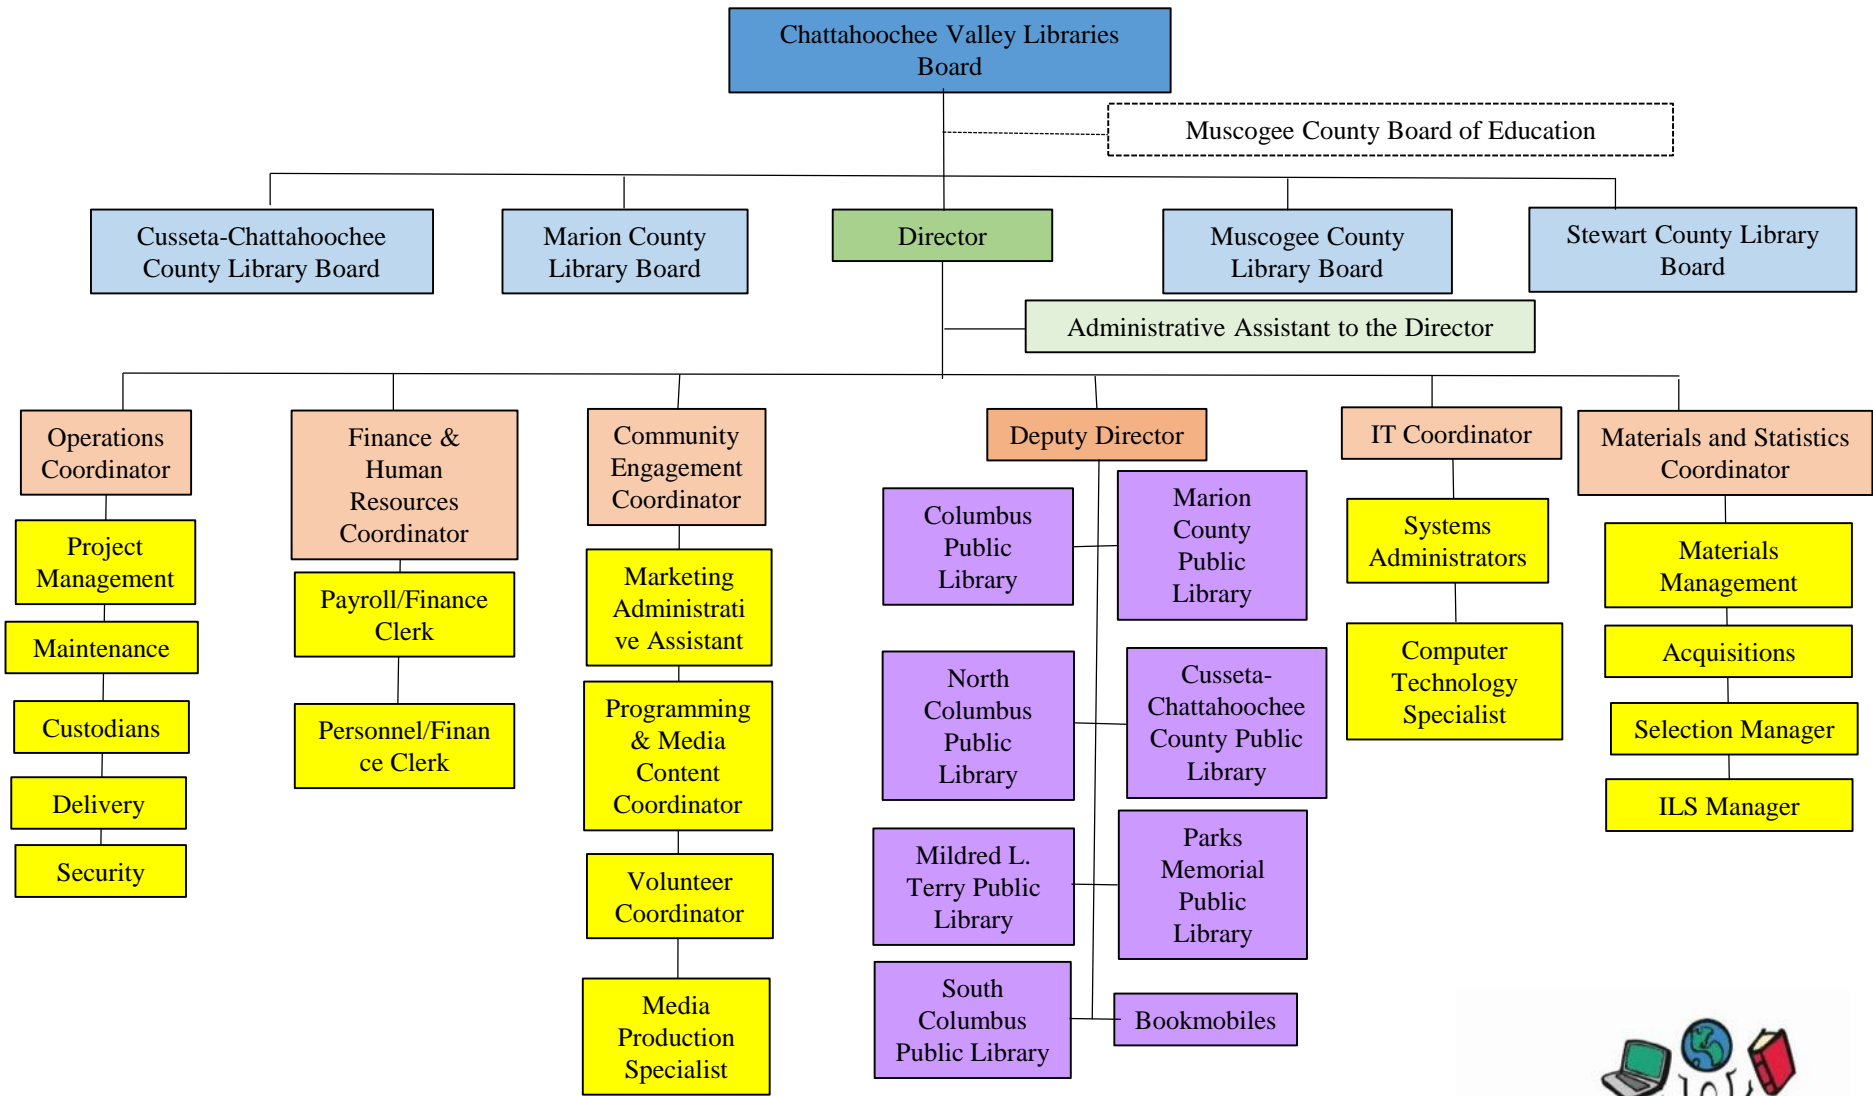 Chattahoochee Valley Libraries
Board
Muscogee County Board of Education
Cusseta-Chattahoochee
County Library Board
Marion County
Library Board
Director
Muscogee County
Library Board
Stewart County Library
Board
Administrative Assistant to the Director
Operations
Coordinator
Project
Management
Maintenance
Custodians
Delivery
Security
Finance &
Human
Resources
Coordinator
Payroll/Finance
Clerk
Personnel/Finan
ce Clerk
Community
Engagement
Coordinator
Marketing
Administrati
ve Assistant
Programming
& Media
Content
Coordinator
Volunteer
Coordinator
Media
Production
Specialist
Deputy Director
Columbus
Public
Library
Marion
County
Public
Library
North
Columbus
Public
Library
Cusseta-
Chattahoochee
County Public
Library
Mildred L.
Terry Public
Library
Parks
Memorial
Public
Library
South
Columbus
Public Library
Bookmobiles
IT Coordinator
Systems
Administrators
Computer
Technology
Specialist
Materials and Statistics
Coordinator
Materials
Management
Acquisitions
Selection Manager
ILS Manager